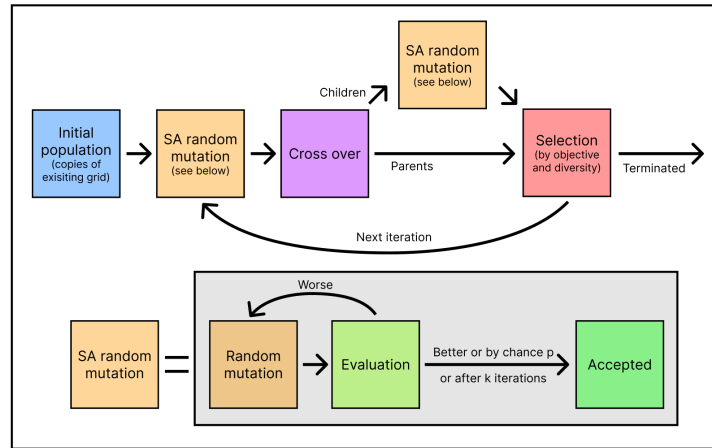 SA random
mutation
(see below)
Children
Initial
population
(copies of
exisiting grid)
SA random
mutation
(see below)
Cross over
Parents
Selection
(by objective
and diversity)
Terminated
Next iteration
Worse
SA random
mutation
Random
mutation
Evaluation
Better or by chance p
or after k iterations
Accepted